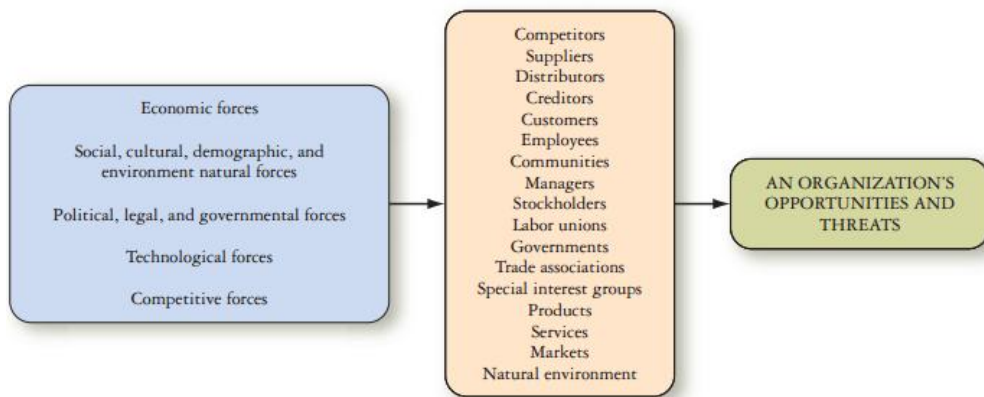 Economic forces
Social, cultural, demographic, and
environment natural forces
Political, legal, and governmental forces
Technological forces
Competitive forces
Competitors
Suppliers
Distributors
Creditors
Customers
Employees
Communities
Managers
Stockholders
Labor unions
Governments
Trade associations
Special interest groups
Products
Services
Markets
Natural environment
AN ORGANIZATION'S
OPPORTUNITIES AND
THREATS